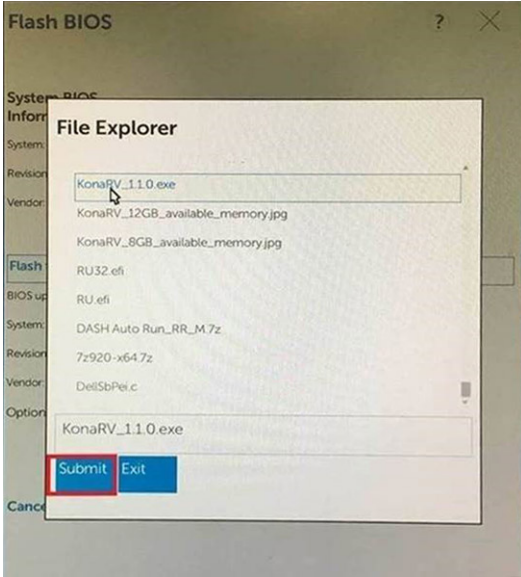 Flash BIOS ?
System BIOS
Infor
System:
Revision
Vendor:
File Explorer
KonaRV_1.1.0.exe
KonaRV_12GB_available_memory.jpg
KonaRV_8GB_available_memory.jpg
RU32.efi
RU.efi
DASH Auto Run_RR_M.7z
7z920-x64.7z
DellSbPei.c
Flash
BIOS up
System:
Revision
Vendor:
Option
KonaRV_1.1.0.exe
Submit Exit
Cance